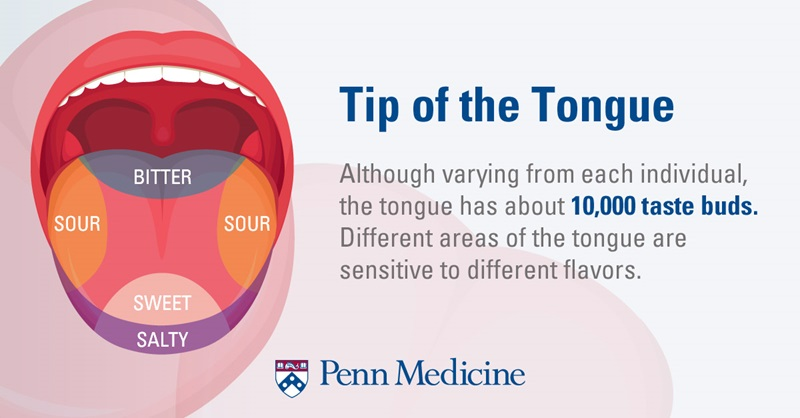 Tip of the Tongue
Although varying from each individual,
the tongue has about 10,000 taste buds.
Different areas of the tongue are
sensitive to different flavors.
BITTER
SOUR
SOUR
SWEET
SALTY
Penn Medicine